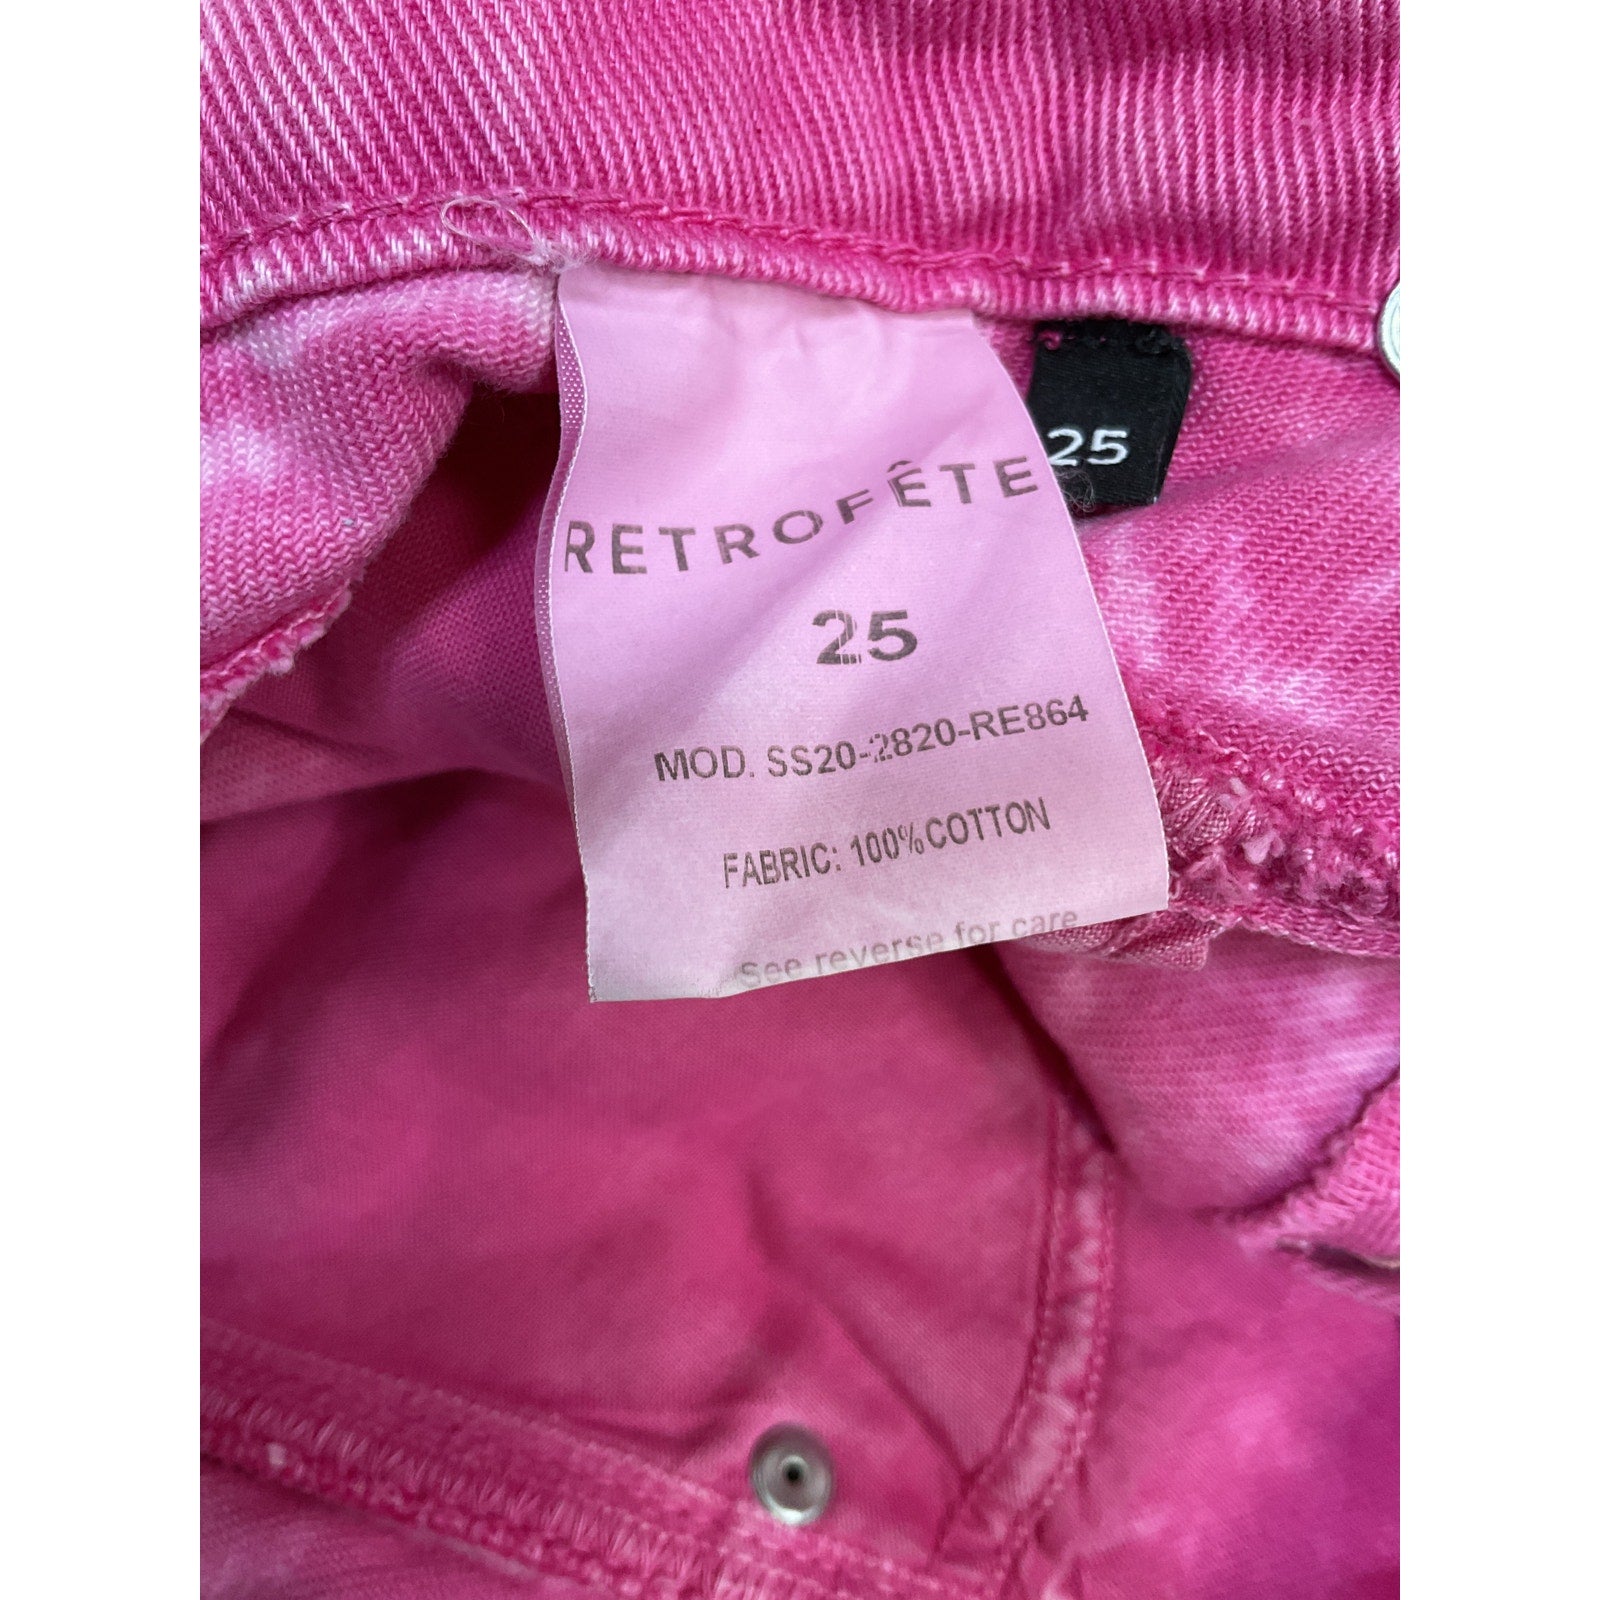 RETROFÊTE
25
25
MOD. SS20-2820-RE864
FABRIC: 100% COTTON
See reverse for care